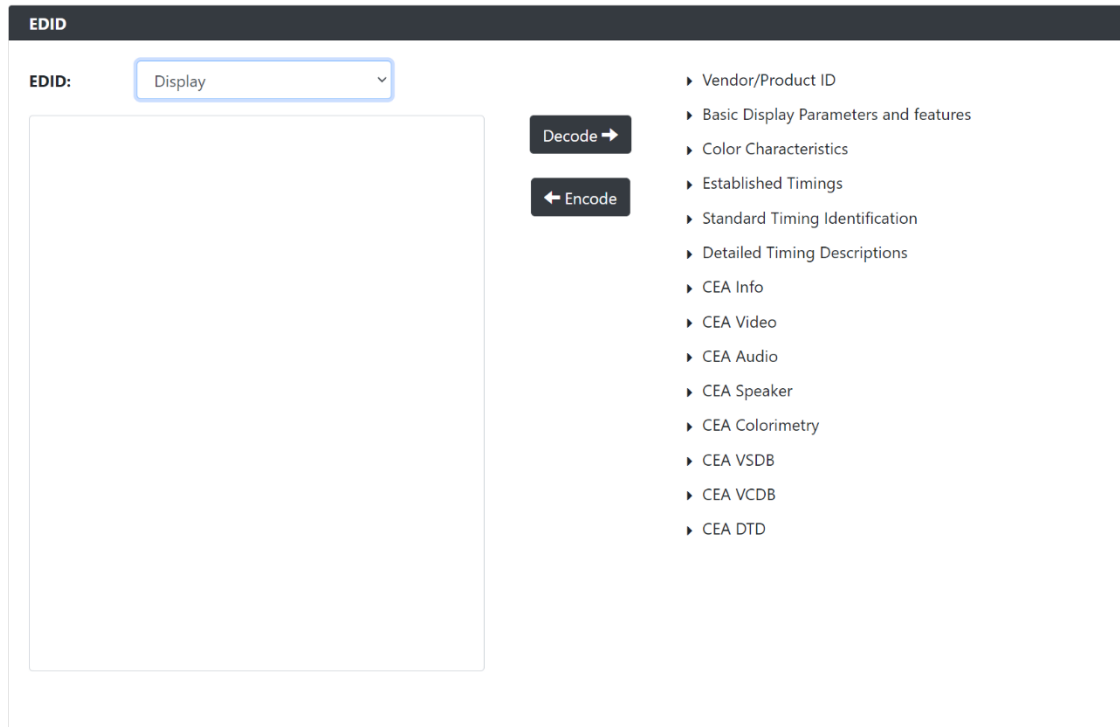 EDID
EDID:
Display
Decode
Encode
Vendor/Product ID
Basic Display Parameters and features
Color Characteristics
Established Timings
Standard Timing Identification
Detailed Timing Descriptions
CEA Info
CEA Video
CEA Audio
CEA Speaker
CEA Colorimetry
CEA VSDB
CEA VCDB
CEA DTD